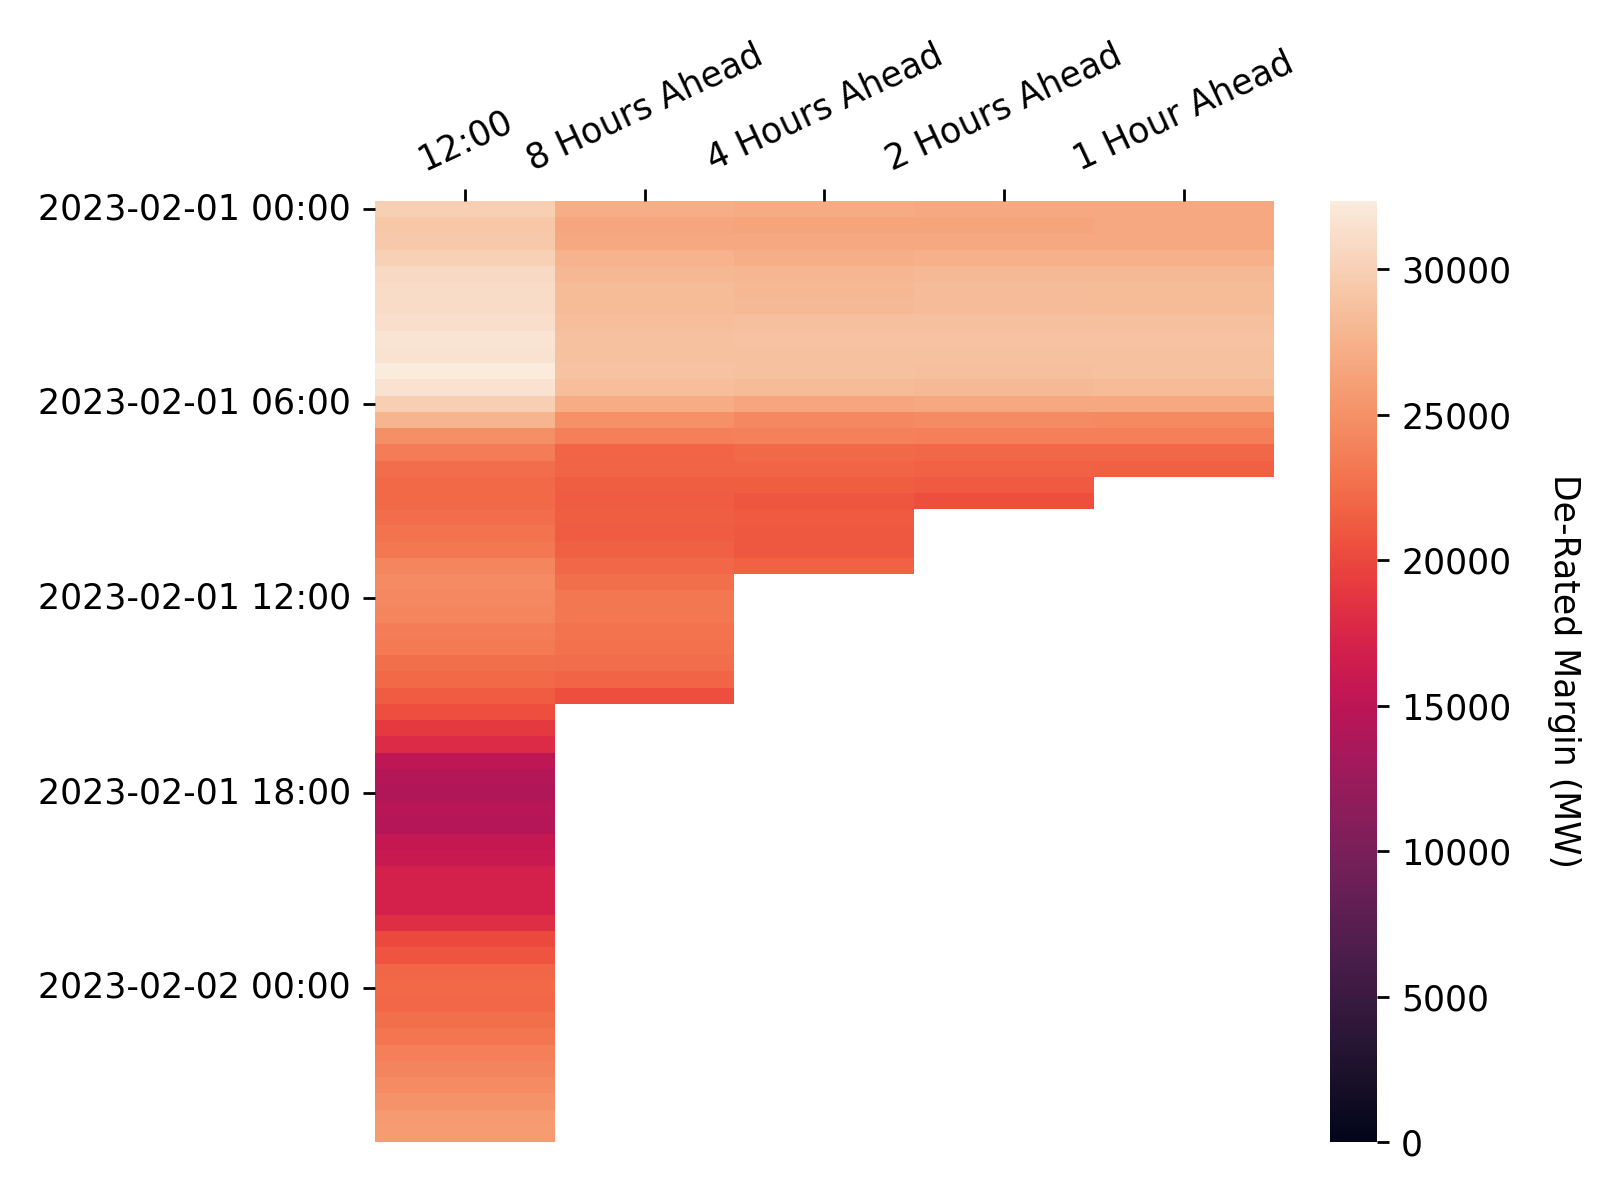 12:00
8 Hours Ahead
4 Hours Ahead
2 Hours Ahead
1 Hour Ahead
2023-02-01 00:00
2023-02-01 06:00
2023-02-01 12:00
2023-02-01 18:00
2023-02-02 00:00
30000
25000
20000
15000
10000
5000
0
De-Rated Margin (MW)